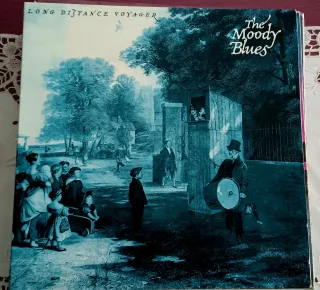 LONG DISTANCE VOYAGER
The
Moody
Blues